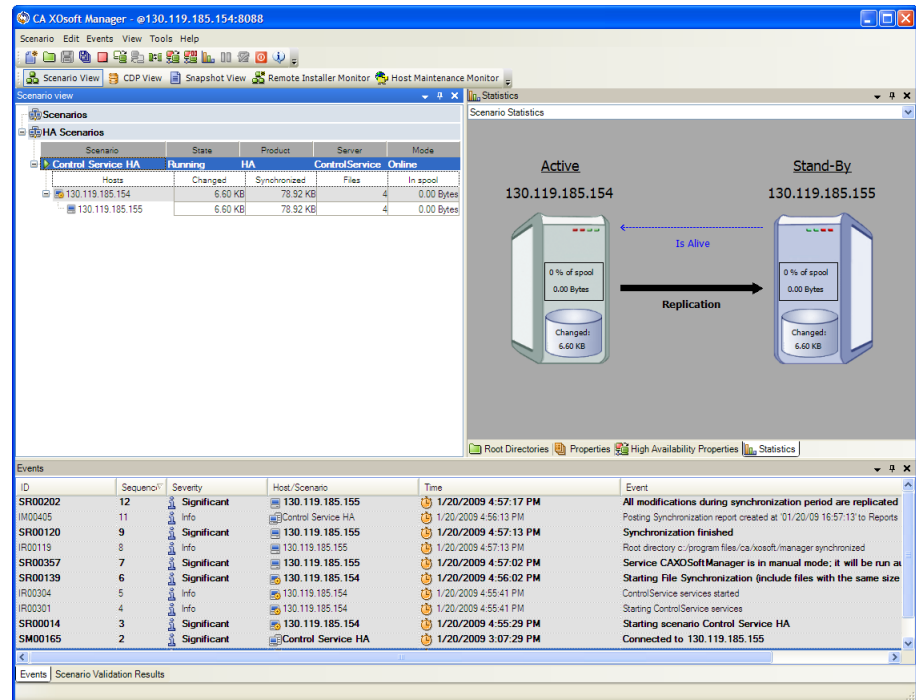 CA XOsoft Manager - @130.119.185.154:8088
Scenario Edit Events View Tools Help
Scenario View CDP View Snapshot View Remote Installer Monitor Host Maintenance Monitor
Scenario view
Scenarios
HA Scenarios
Scenario State Product Server Mode
Control Service HA Running HA ControlService Online
Hosts Changed Synchronized Files In spool
130.119.185.154 6.60 KB 78.92 KB 4 0.00 Bytes
130.119.185.155 6.60 KB 78.92 KB 4 0.00 Bytes
Statistics
Scenario Statistics
Active Stand-By
130.119.185.154 130.119.185.155
Is Alive
0 % of spool
0.00 Bytes
0 % of spool
0.00 Bytes
Replication
Changed:
6.60 KB
Changed:
6.60 KB
Root Directories Properties High Availability Properties Statistics
Events
ID Sequence Severity Host/Scenario Time Event
SR00202 12 Significant 130.119.185.155 1/20/2009 4:57:17 PM All modifications during synchronization period are replicated
IM00405 11 Info Control Service HA 1/20/2009 4:56:13 PM Posting Synchronization report created at '01/20/09 16:57:13' to Reports
SR00120 9 Significant 130.119.185.155 1/20/2009 4:57:13 PM Synchronization finished
IR00119 8 Info 130.119.185.155 1/20/2009 4:57:13 PM Root directory c:/program files/ca/xosoft/manager synchronized
SR00357 7 Significant 130.119.185.155 1/20/2009 4:57:02 PM Service CAXOSoftManager is in manual mode; it will be run au
SR00139 6 Significant 130.119.185.154 1/20/2009 4:56:02 PM Starting File Synchronization (include files with the same size
IR00304 5 Info 130.119.185.154 1/20/2009 4:55:41 PM ControlService services started
IR00301 4 Info 130.119.185.154 1/20/2009 4:55:41 PM Starting ControlService services
SR00014 3 Significant 130.119.185.154 1/20/2009 4:55:29 PM Starting scenario Control Service HA
SM00165 2 Significant Control Service HA 1/20/2009 3:07:29 PM Connected to 130.119.185.155
Events Scenario Validation Results